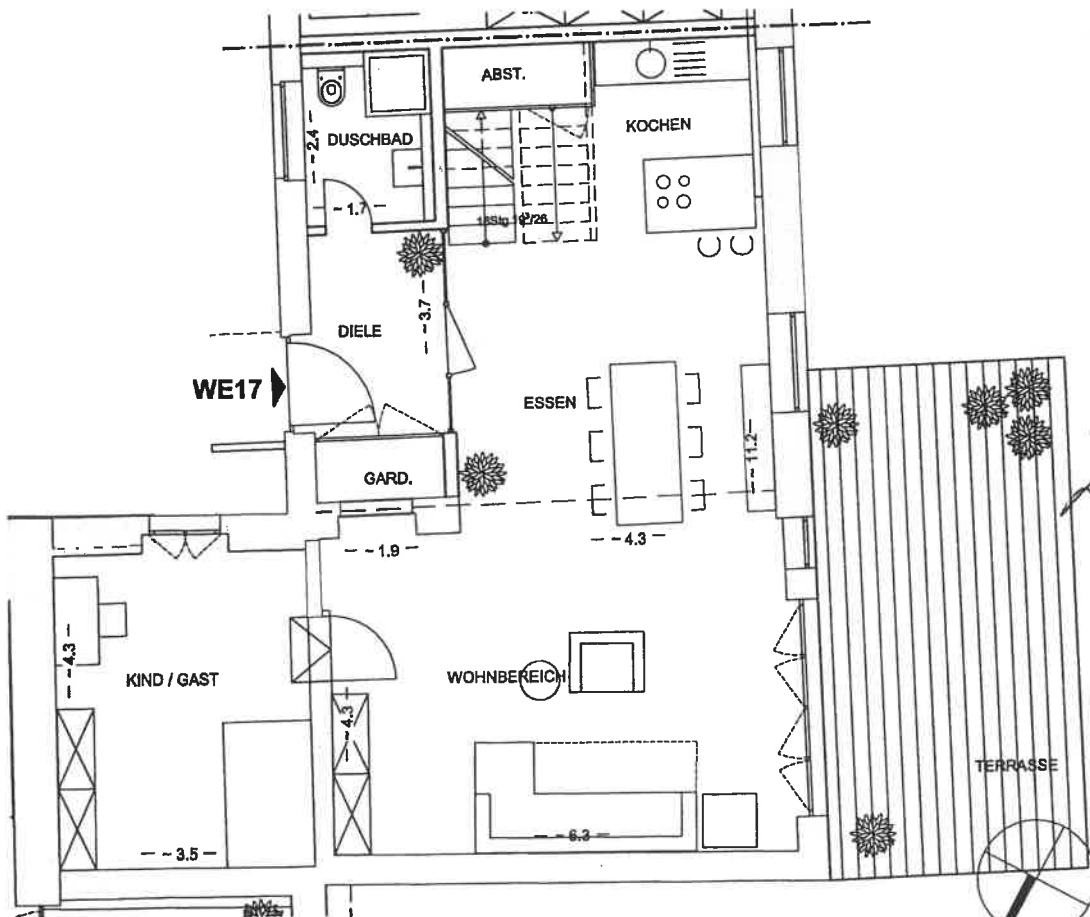 ABST.
KOCHEN
DUSCHBAD
~ 2.4
~ 1.7
DIELE
~ 3.7
WE17
ESSEN
~ 11.2
GARD.
~ 4.3
~ 1.9
~ 4.3
KIND / GAST
WOHNBEREICH
~ 4.3
TERRASSE
~ 6.3
~ 3.5